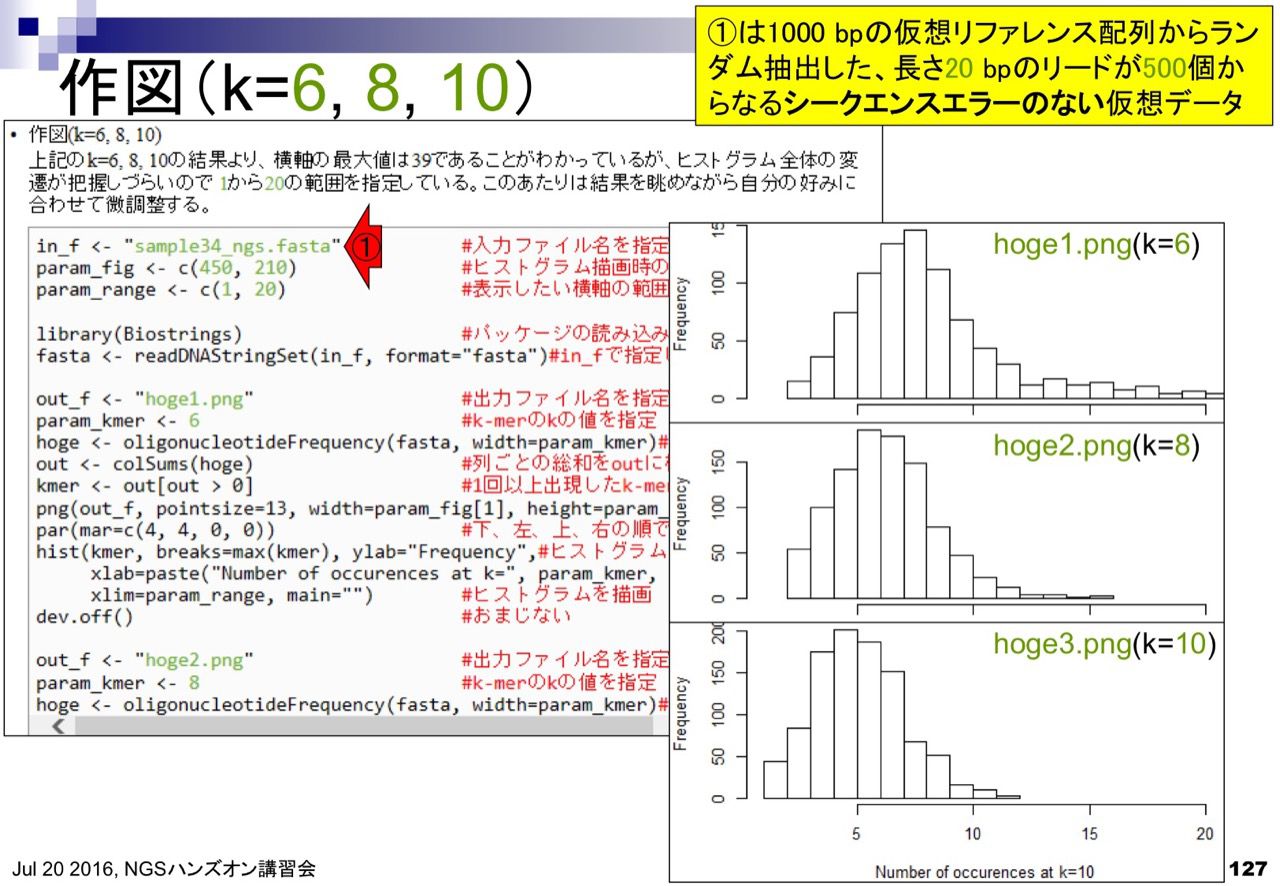 ①は1000 bpの仮想リファレンス配列からラン
ダム抽出した、長さ20 bpのリードが500個か
らなるシークエンスエラーのない仮想データ
作図(k=6, 8, 10)
• 作図(k=6, 8, 10)
上記のk=6, 8, 10の結果より、横軸の最大値は39であることがわかっているが、ヒストグラム全体の変
遷が把握しづらいので 1から20の範囲を指定している。このあたりは結果を眺めながら自分の好みに
合わせて微調整する。
in_f <- "sample34_ngs.fasta" ① #入力ファイル名を指定
param_fig <- c(450, 210) #ヒストグラム描画時の
param_range <- c(1, 20) #表示したい横軸の範囲
library(Biostrings) #パッケージの読み込み
fasta <- readDNAStringSet(in_f, format="fasta")#in_fで指定
out_f <- "hoge1.png" #出力ファイル名を指定
param_kmer <- 6 #k-merのkの値を指定
hoge <- oligonucleotideFrequency(fasta, width=param_kmer)#
out <- colSums(hoge) #列ごとの総和をoutに
kmer <- out[out > 0] #1回以上出現したk-me
png(out_f, pointsize=13, width=param_fig[1], height=param_
par(mar=c(4, 4, 0, 0)) #下、左、上、右の順で
hist(kmer, breaks=max(kmer), ylab="Frequency",#ヒストグラム
xlab=paste("Number of occurences at k=", param_kmer,
xlim=param_range, main="") #ヒストグラムを描画
dev.off() #おまじない
out_f <- "hoge2.png" #出力ファイル名を指定
param_kmer <- 8 #k-merのkの値を指定
hoge <- oligonucleotideFrequency(fasta, width=param_kmer)#
hoge1.png(k=6)
Frequency
0 50 100 15
hoge2.png(k=8)
Frequency
0 50 100 150
hoge3.png(k=10)
Frequency
0 50 100 150 200
5 10 15 20
Number of occurences at k=10
Jul 20 2016, NGSハンズオン講習会
127